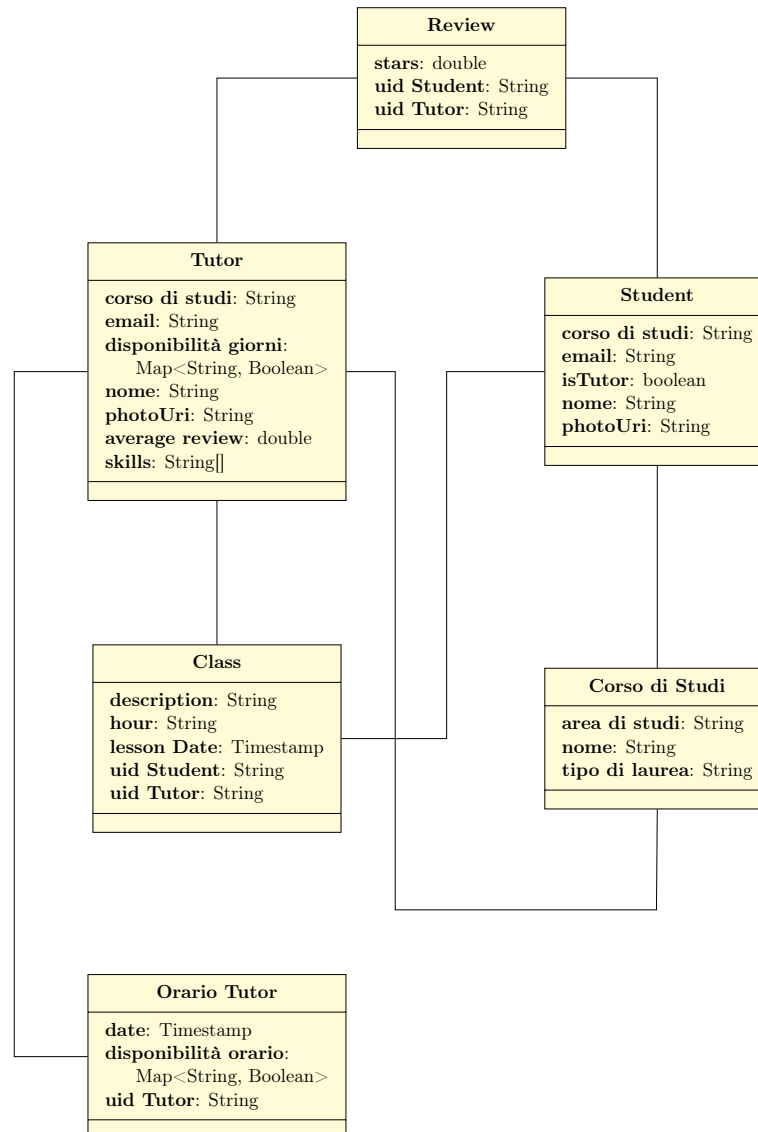 Review
stars: double
uid Student: String
uid Tutor: String
Tutor
corso di studi: String
email: String
disponibilità giorni:
Map<String, Boolean>
nome: String
photoUri: String
average review: double
skills: String[]
Student
corso di studi: String
email: String
isTutor: boolean
nome: String
photoUri: String
Class
description: String
hour: String
lesson Date: Timestamp
uid Student: String
uid Tutor: String
Corso di Studi
area di studi: String
nome: String
tipo di laurea: String
Orario Tutor
date: Timestamp
disponibilità orario:
Map<String, Boolean>
uid Tutor: String